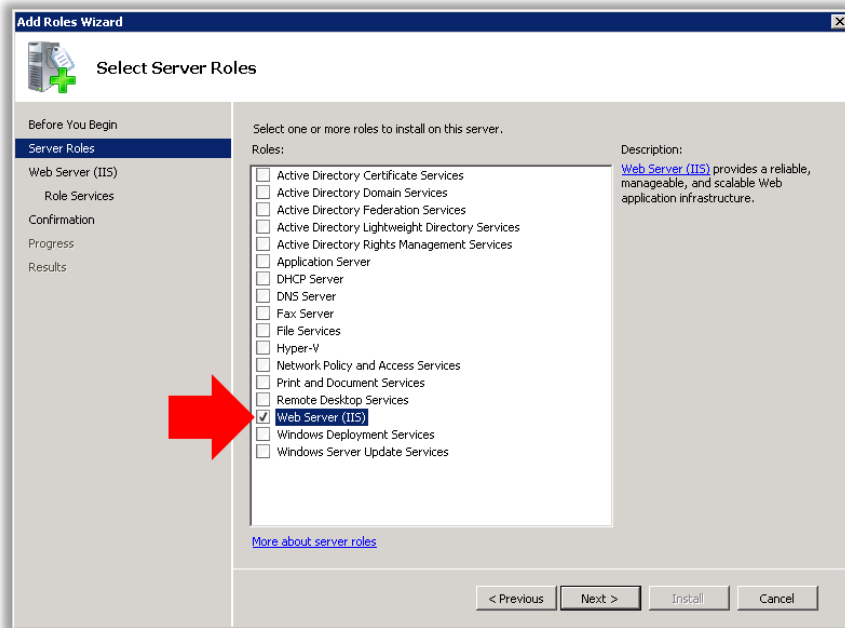 Add Roles Wizard
Select Server Roles
Before You Begin
Server Roles
Web Server (IIS)
Role Services
Confirmation
Progress
Results
Select one or more roles to install on this server.
Roles:
Active Directory Certificate Services
Active Directory Domain Services
Active Directory Federation Services
Active Directory Lightweight Directory Services
Active Directory Rights Management Services
Application Server
DHCP Server
DNS Server
Fax Server
File Services
Hyper-V
Network Policy and Access Services
Print and Document Services
Remote Desktop Services
Web Server (IIS)
Windows Deployment Services
Windows Server Update Services
More about server roles
Description:
Web Server (IIS) provides a reliable,
manageable, and scalable Web
application infrastructure.
< Previous
Next >
Install
Cancel